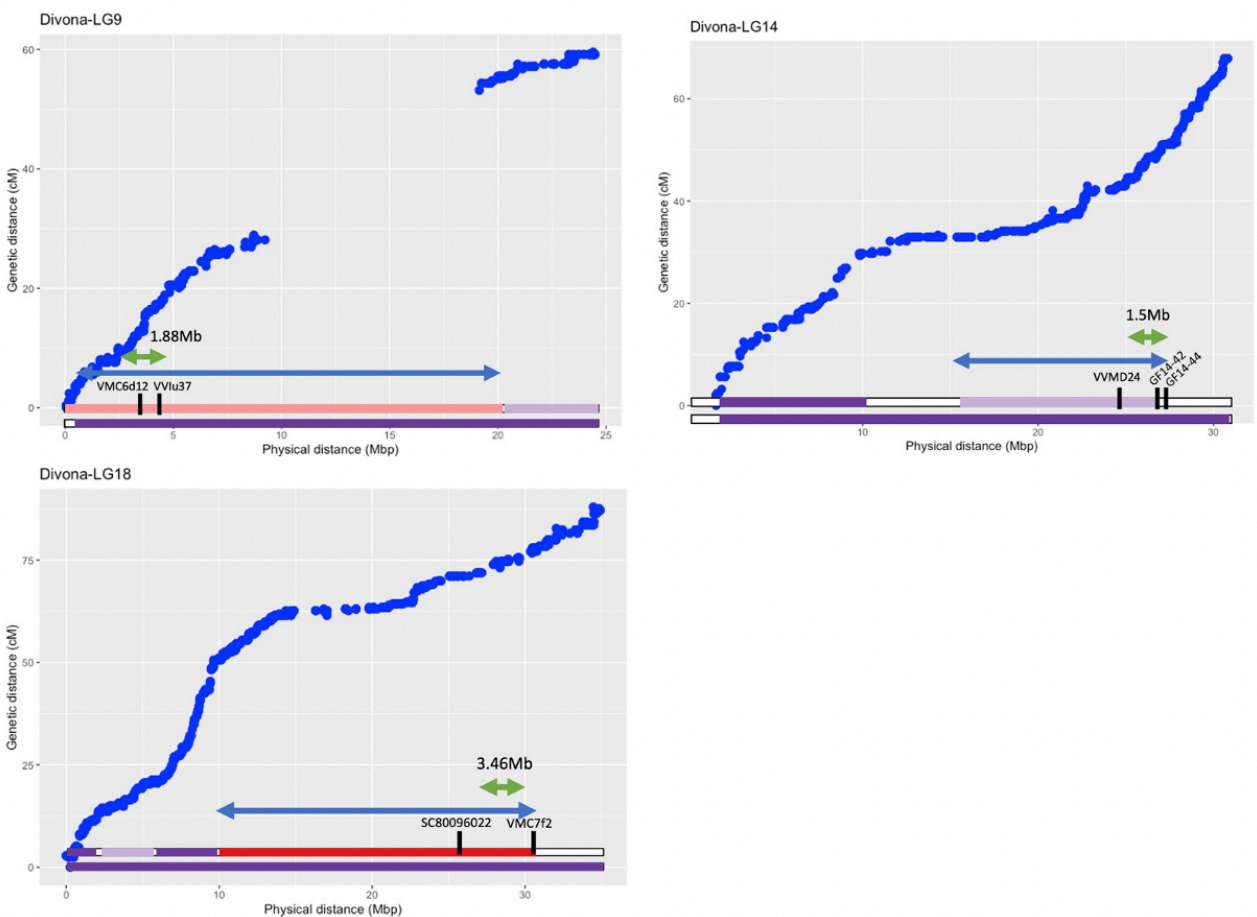 Divona-LG9
Genetic distance (cM)
60
40
20
0
1.88Mb
VMC6d12 VVIu37
0 5 10 15 20 25
Physical distance (Mbp)
Divona-LG14
Genetic distance (cM)
60
40
20
0
1.5Mb
VVMD24 GF14-42 GF14-44
10 20 30
Physical distance (Mbp)
Divona-LG18
Genetic distance (cM)
75
50
25
0
3.46Mb
SC80096022 VMC7f2
0 10 20 30
Physical distance (Mbp)